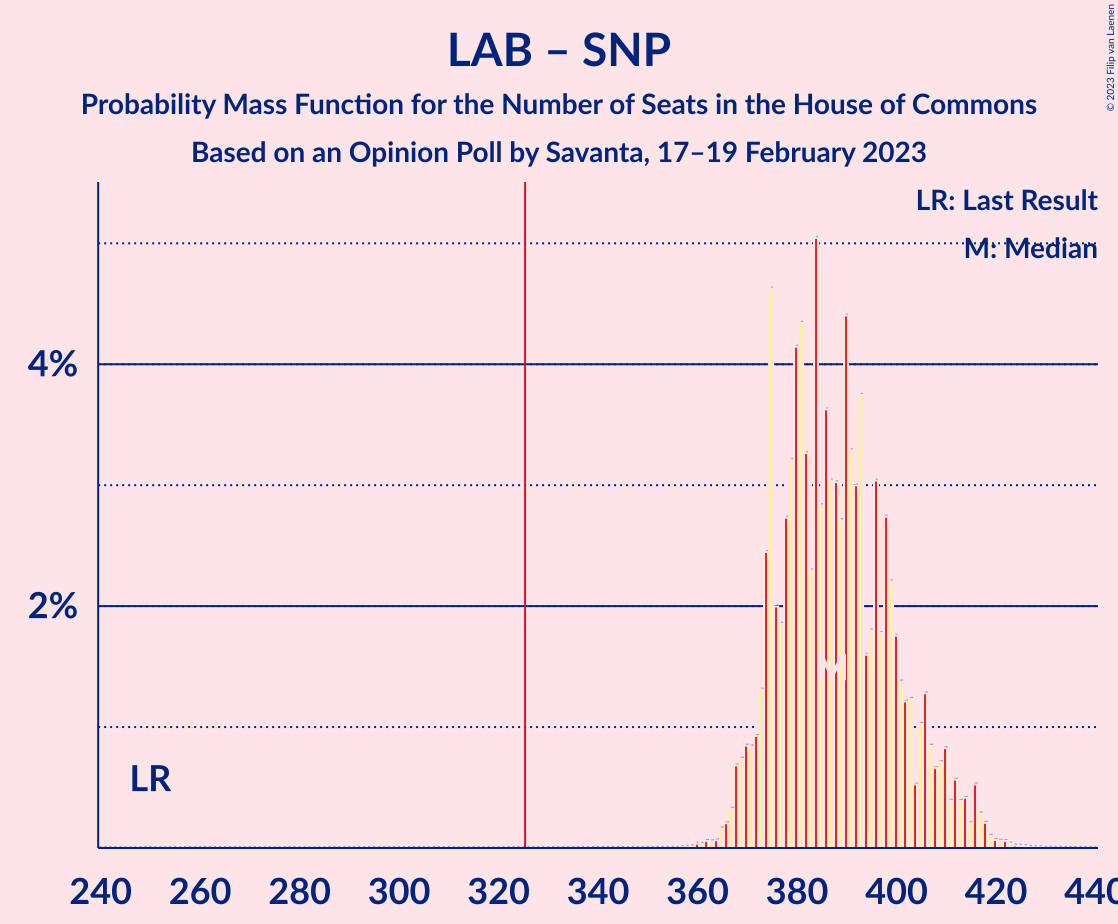 LAB – SNP
Probability Mass Function for the Number of Seats in the House of Commons
Based on an Opinion Poll by Savanta, 17–19 February 2023
© 2023 Filip van Laenen
LR: Last Result
M: Median
4%
2%
LR
M
240 260 280 300 320 340 360 380 400 420 440